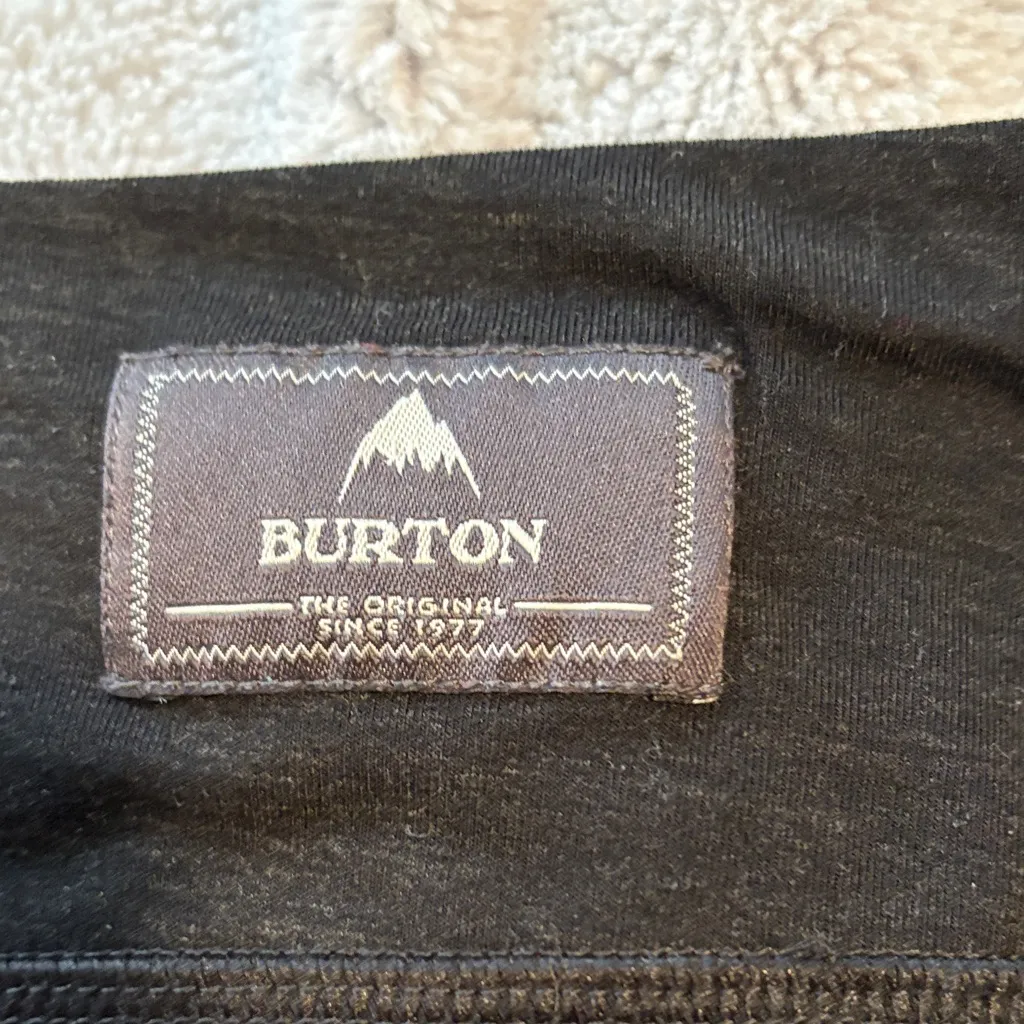 BURTON
THE ORIGINAL
SINCE 1977